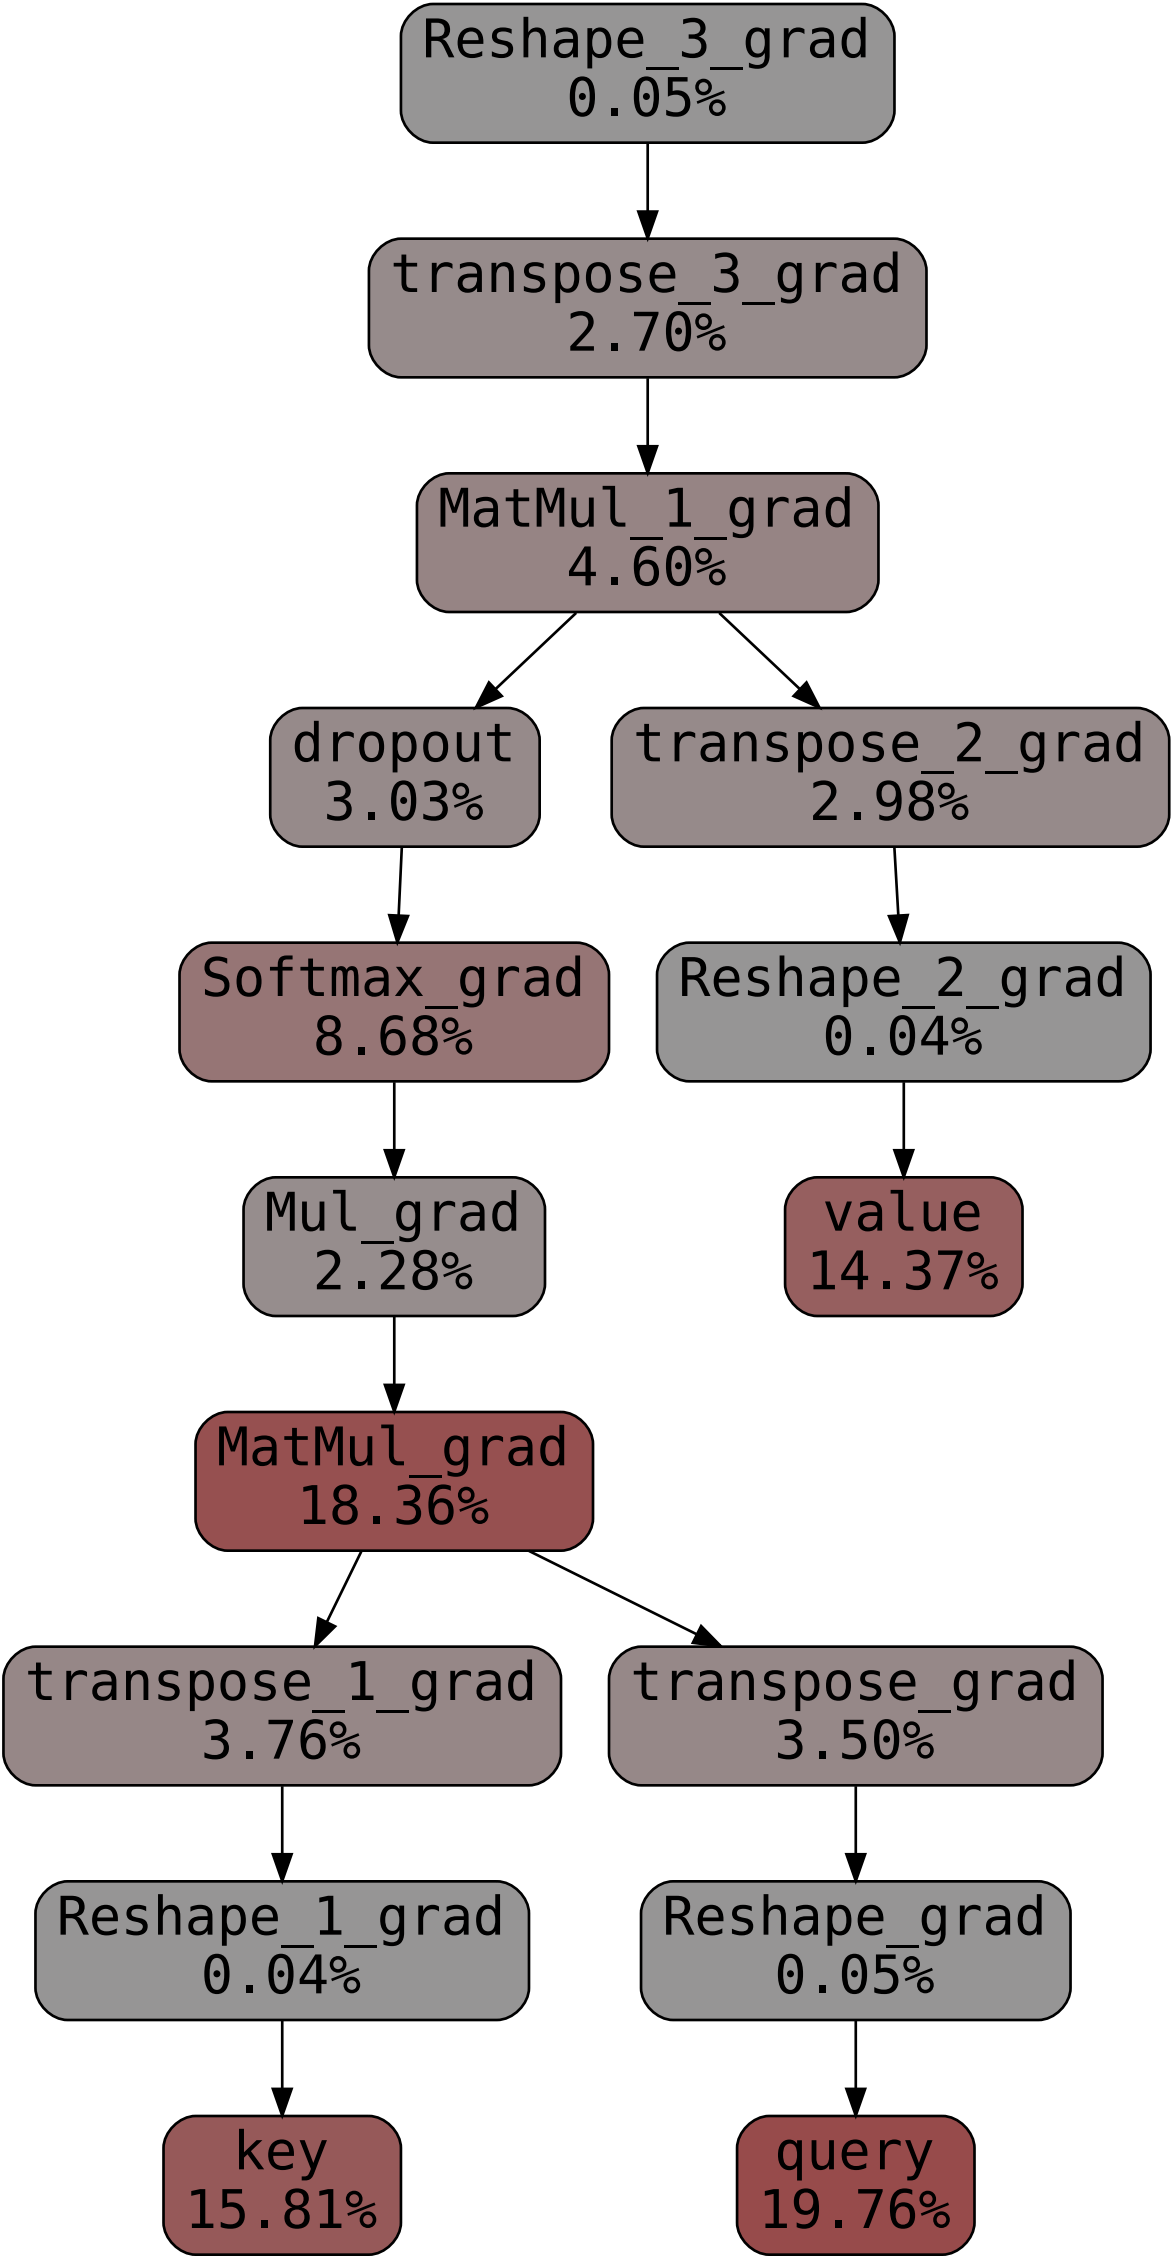 Reshape_3_grad
0.05%
transpose_3_grad
2.70%
MatMul_1_grad
4.60%
dropout
3.03%
transpose_2_grad
2.98%
Softmax_grad
8.68%
Reshape_2_grad
0.04%
Mul_grad
2.28%
value
14.37%
MatMul_grad
18.36%
transpose_1_grad
3.76%
transpose_grad
3.50%
Reshape_1_grad
0.04%
Reshape_grad
0.05%
key
15.81%
query
19.76%